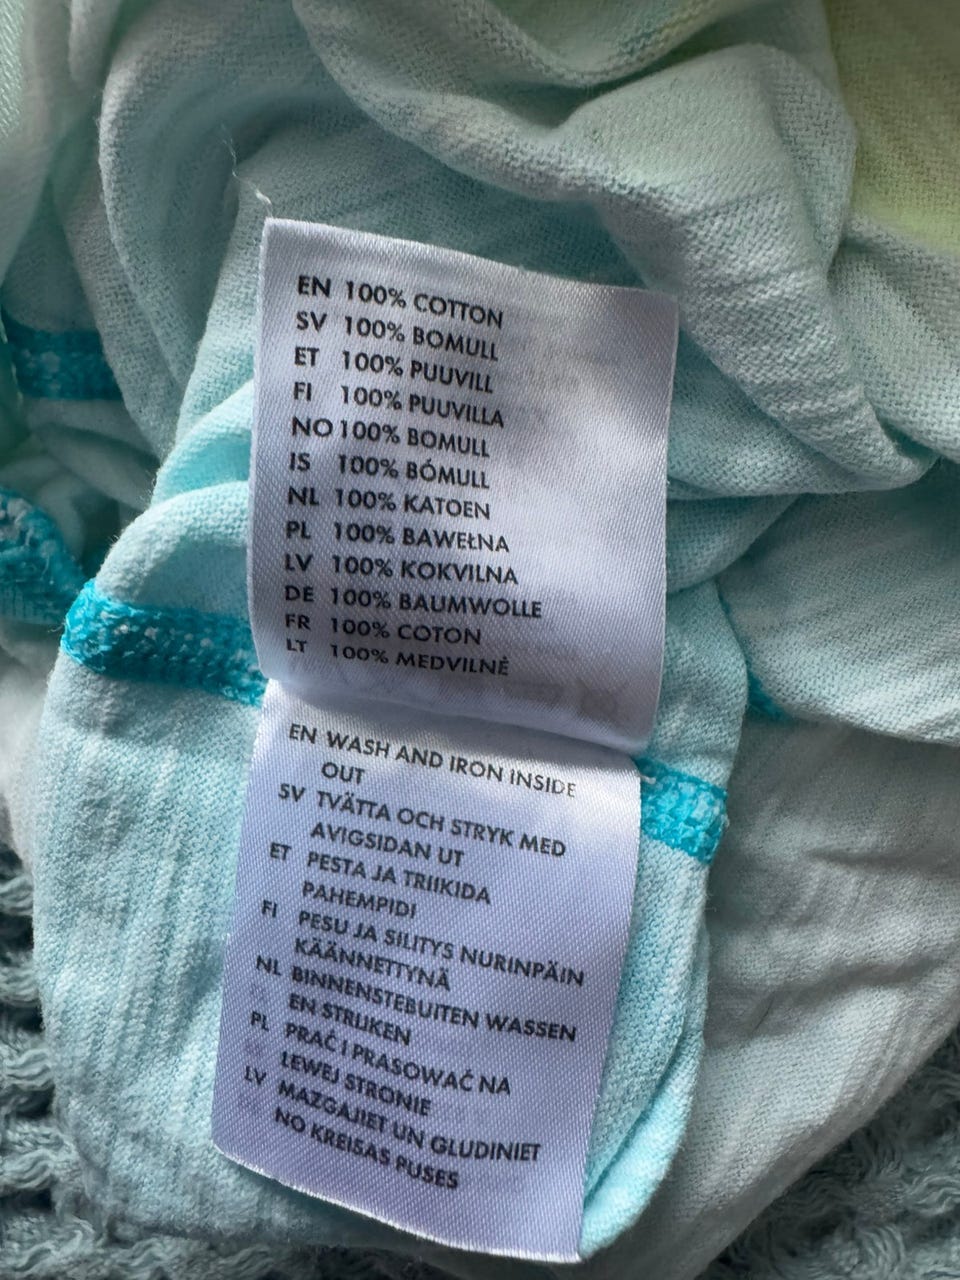 EN 100% COTTON
SV 100% BOMULL
ET 100% PUUVILL
FI 100% PUUVILLA
NO 100% BOMULL
IS 100% BÓMULL
NL 100% KATOEN
PL 100% BAWEŁNA
LV 100% KOKVILNA
DE 100% BAUMWOLLE
FR 100% COTON
LT 100% MEDVILNĖ
EN WASH AND IRON INSIDE
OUT
SV TVÄTTA OCH STRYK MED
AVIGSIDAN UT
ET PESTA JA TRIIKIDA
PAHEMPIDI
FI PESU JA SILITYS NURINPÄIN
KÄÄNNETTYNÄ
NL BINNENSTEBUITEN WASSEN
EN STRIJKEN
PL PRAĆ I PRASOWAĆ NA
LEWEJ STRONIE
LV MAZGAJIET UN GLUDINIET
NO KREISAS PUSES